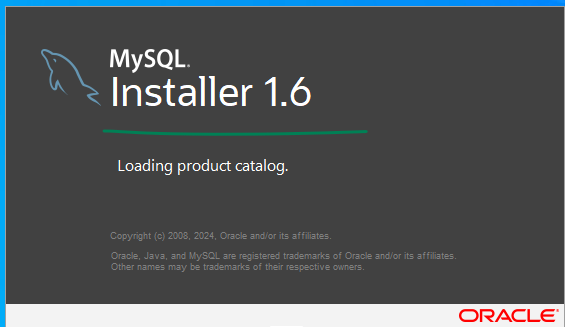 MySQL.
Installer 1.6
Loading product catalog.
Copyright (c) 2008, 2024, Oracle and/or its affiliates.
Oracle, Java, and MySQL are registered trademarks of Oracle and/or its affiliates.
Other names may be trademarks of their respective owners.
ORACLE®